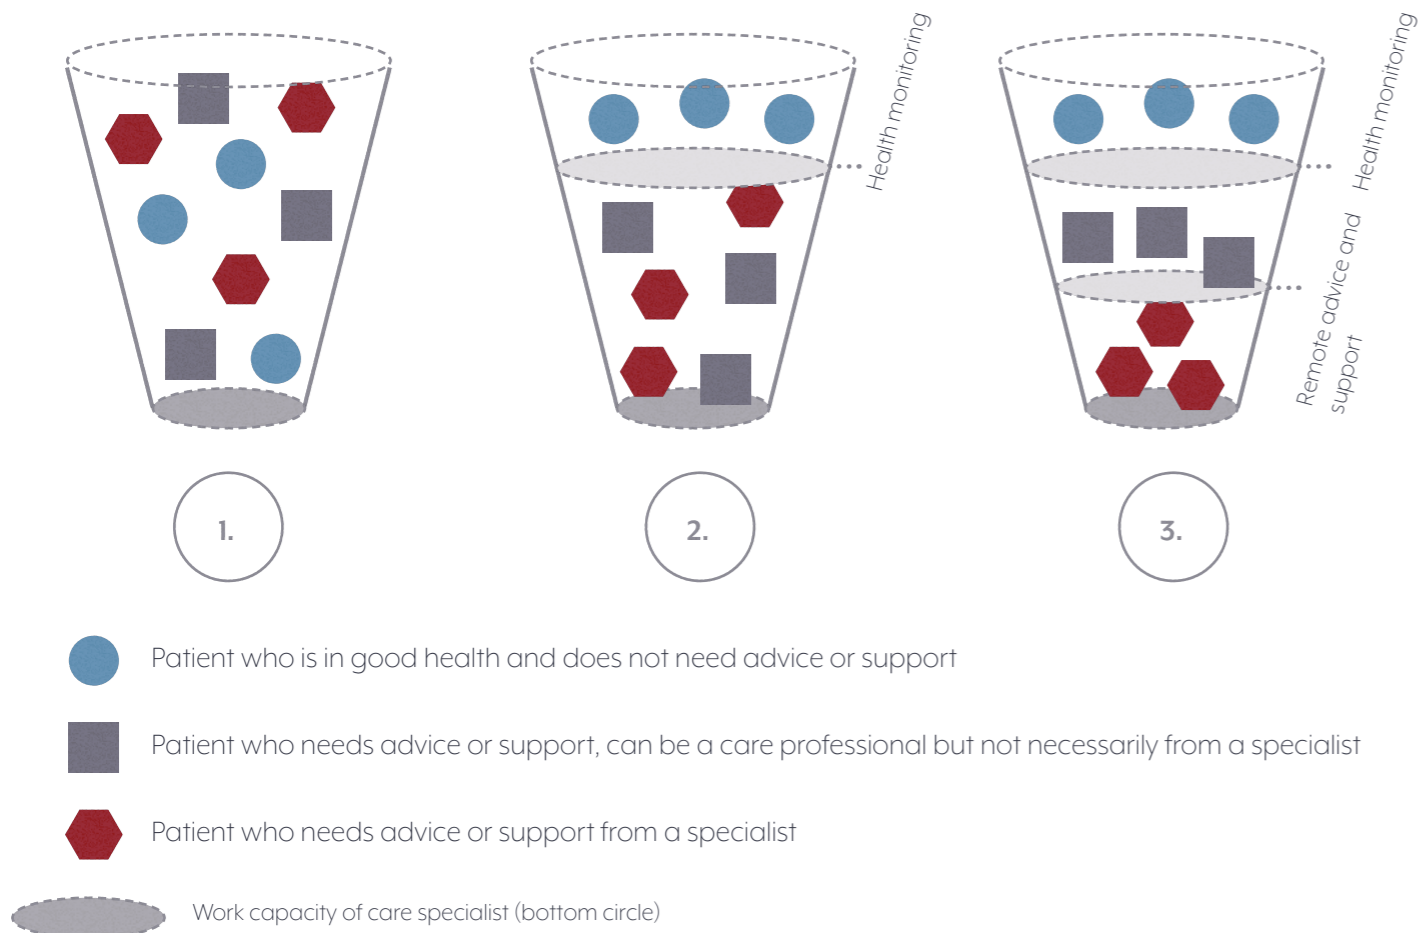 Health monitoring
Health monitoring
Remote advice and
support
1.
2.
3.
Patient who is in good health and does not need advice or support
Patient who needs advice or support, can be a care professional but not necessarily from a specialist
Patient who needs advice or support from a specialist
Work capacity of care specialist (bottom circle)